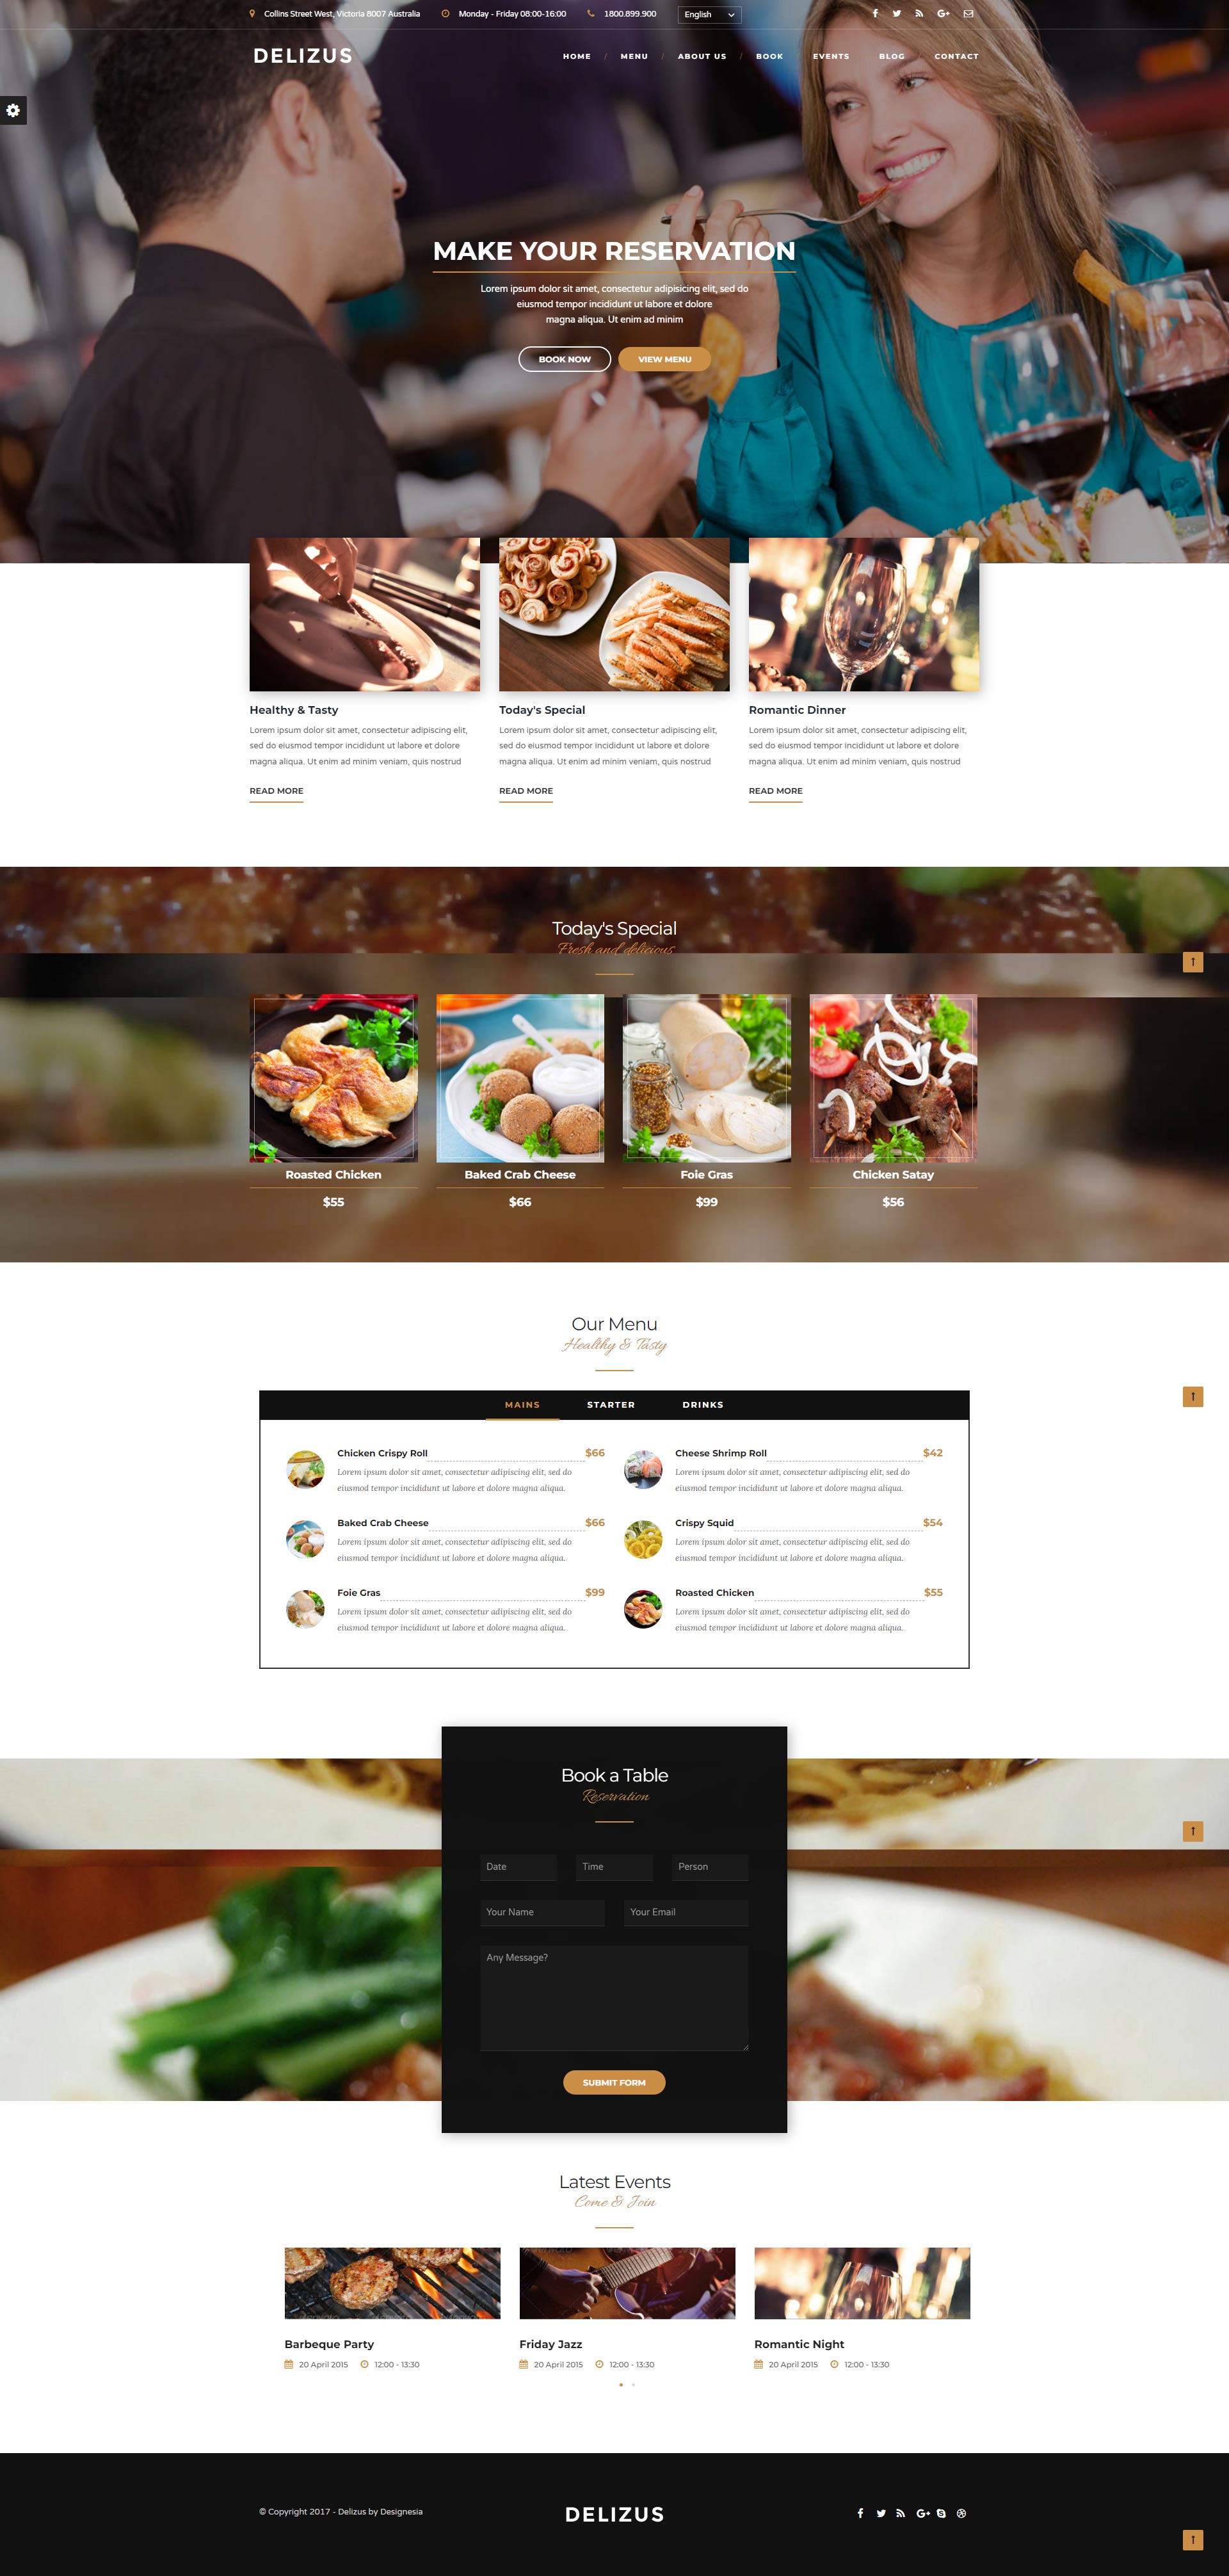 Collins Street West, Victoria 8007 Australia
Monday - Friday 08:00-16:00
1800.899.900
English
DELIZUS
HOME / MENU / ABOUT US / BOOK EVENTS BLOG CONTACT
MAKE YOUR RESERVATION
Lorem ipsum dolor sit amet, consectetur adipisicing elit, sed do
eiusmod tempor incididunt ut labore et dolore
magna aliqua. Ut enim ad minim
BOOK NOW
VIEW MENU
Healthy & Tasty
Lorem ipsum dolor sit amet, consectetur adipiscing elit,
sed do eiusmod tempor incididunt ut labore et dolore
magna aliqua. Ut enim ad minim veniam, quis nostrud
READ MORE
Today's Special
Lorem ipsum dolor sit amet, consectetur adipiscing elit,
sed do eiusmod tempor incididunt ut labore et dolore
magna aliqua. Ut enim ad minim veniam, quis nostrud
READ MORE
Romantic Dinner
Lorem ipsum dolor sit amet, consectetur adipiscing elit,
sed do eiusmod tempor incididunt ut labore et dolore
magna aliqua. Ut enim ad minim veniam, quis nostrud
READ MORE
Today's Special
Fresh and delicious
Roasted Chicken
$55
Baked Crab Cheese
$66
Foie Gras
$99
Chicken Satay
$56
Our Menu
Healthy & Tasty
MAINS STARTER DRINKS
Chicken Crispy Roll $66
Lorem ipsum dolor sit amet, consectetur adipiscing elit, sed do
eiusmod tempor incididunt ut labore et dolore magna aliqua.
Cheese Shrimp Roll $42
Lorem ipsum dolor sit amet, consectetur adipiscing elit, sed do
eiusmod tempor incididunt ut labore et dolore magna aliqua.
Baked Crab Cheese $66
Lorem ipsum dolor sit amet, consectetur adipiscing elit, sed do
eiusmod tempor incididunt ut labore et dolore magna aliqua.
Crispy Squid $54
Lorem ipsum dolor sit amet, consectetur adipiscing elit, sed do
eiusmod tempor incididunt ut labore et dolore magna aliqua.
Foie Gras $99
Lorem ipsum dolor sit amet, consectetur adipiscing elit, sed do
eiusmod tempor incididunt ut labore et dolore magna aliqua.
Roasted Chicken $55
Lorem ipsum dolor sit amet, consectetur adipiscing elit, sed do
eiusmod tempor incididunt ut labore et dolore magna aliqua.
Book a Table
Reservation
Date
Time
Person
Your Name
Your Email
Any Message?
SUBMIT FORM
Latest Events
Come & Join
Barbeque Party
20 April 2015 12:00 - 13:30
Friday Jazz
20 April 2015 12:00 - 13:30
Romantic Night
20 April 2015 12:00 - 13:30
© Copyright 2017 - Delizus by Designesia
DELIZUS